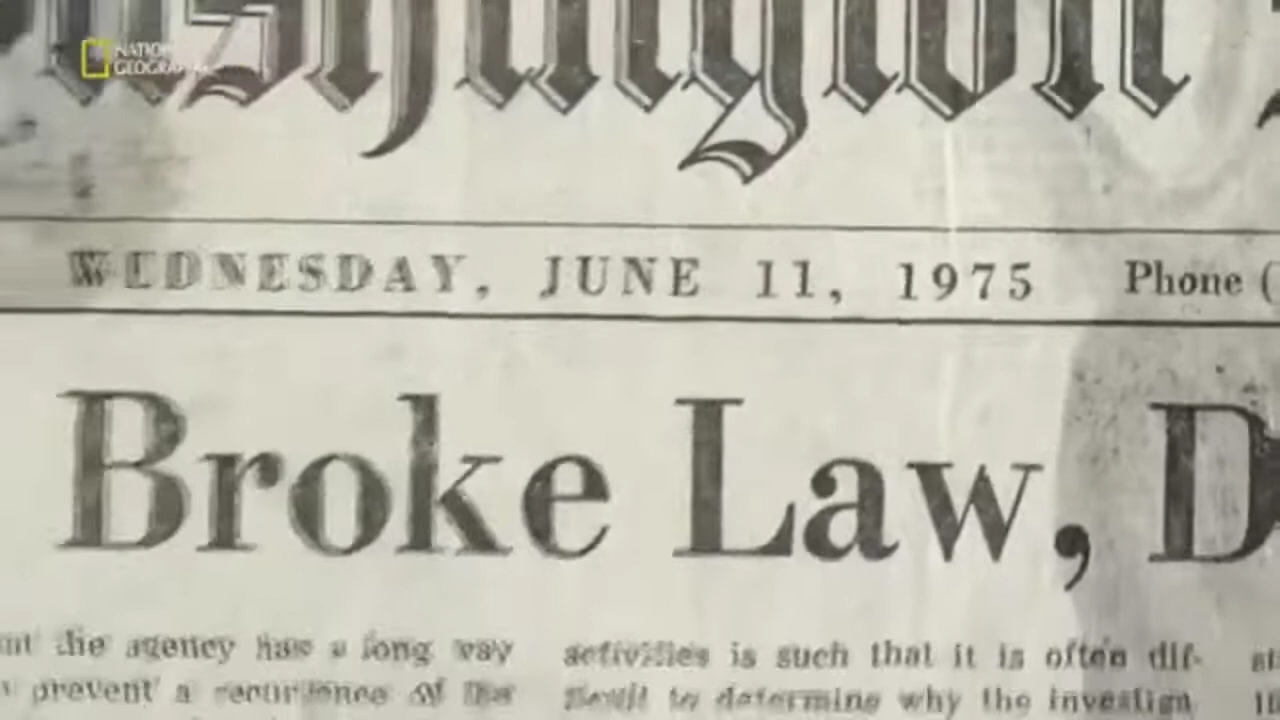 NATIONAL
GEOGRAPHIC
ashington
WEDNESDAY, JUNE 11, 1975 Phone (
Broke Law, D
the agency has a long way
prevent a recurrence of the
activities is such that it is often dif-
ficult to determine why the investiga